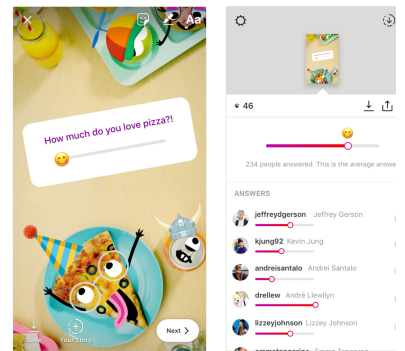 Aa
How much do you love pizza?!
Save
Your Story
Next
46
234 people answered. This is the average answe
ANSWERS
jeffreydgerson Jeffrey Gerson
kjung92 Kevin Jung
andreisantalo Andrei Santalo
drellew André Llewllyn
lizzeyjohnson Lizzey Johnson